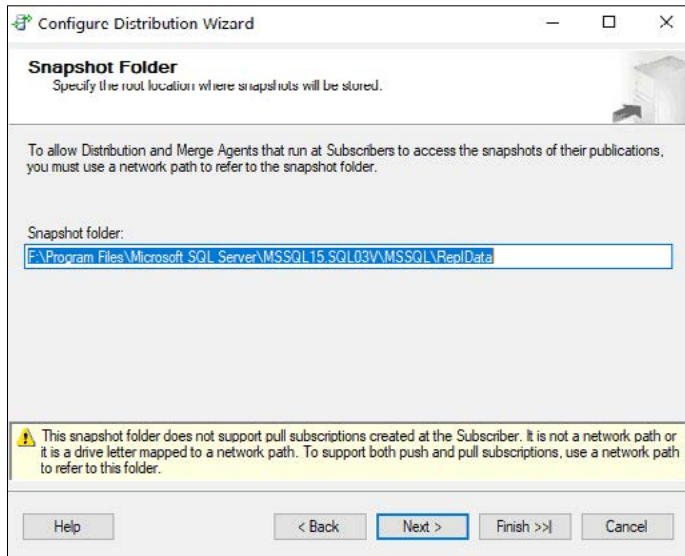 Configure Distribution Wizard
Snapshot Folder
Specify the root location where snapshots will be stored.
To allow Distribution and Merge Agents that run at Subscribers to access the snapshots of their publications,
you must use a network path to refer to the snapshot folder.
Snapshot folder:
F:\Program Files\Microsoft SQL Server\MSSQL15.SQL03V\MSSQL\ReplData
This snapshot folder does not support pull subscriptions created at the Subscriber. It is not a network path or
it is a drive letter mapped to a network path. To support both push and pull subscriptions, use a network path
to refer to this folder.
Help
< Back
Next >
Finish >>|
Cancel